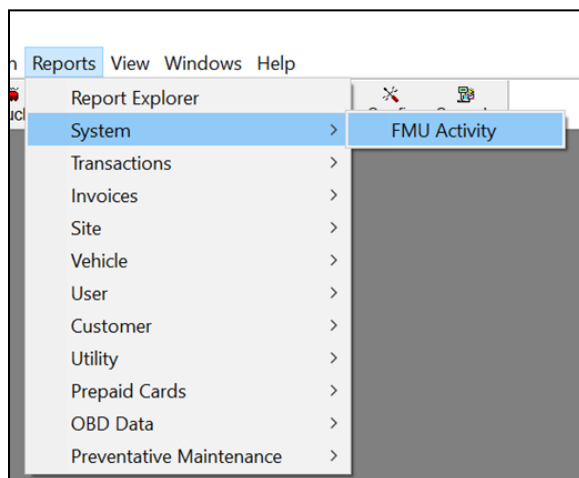 Reports View Windows Help
Report Explorer
System > FMU Activity
Transactions >
Invoices >
Site >
Vehicle >
User >
Customer >
Utility >
Prepaid Cards >
OBD Data >
Preventative Maintenance >